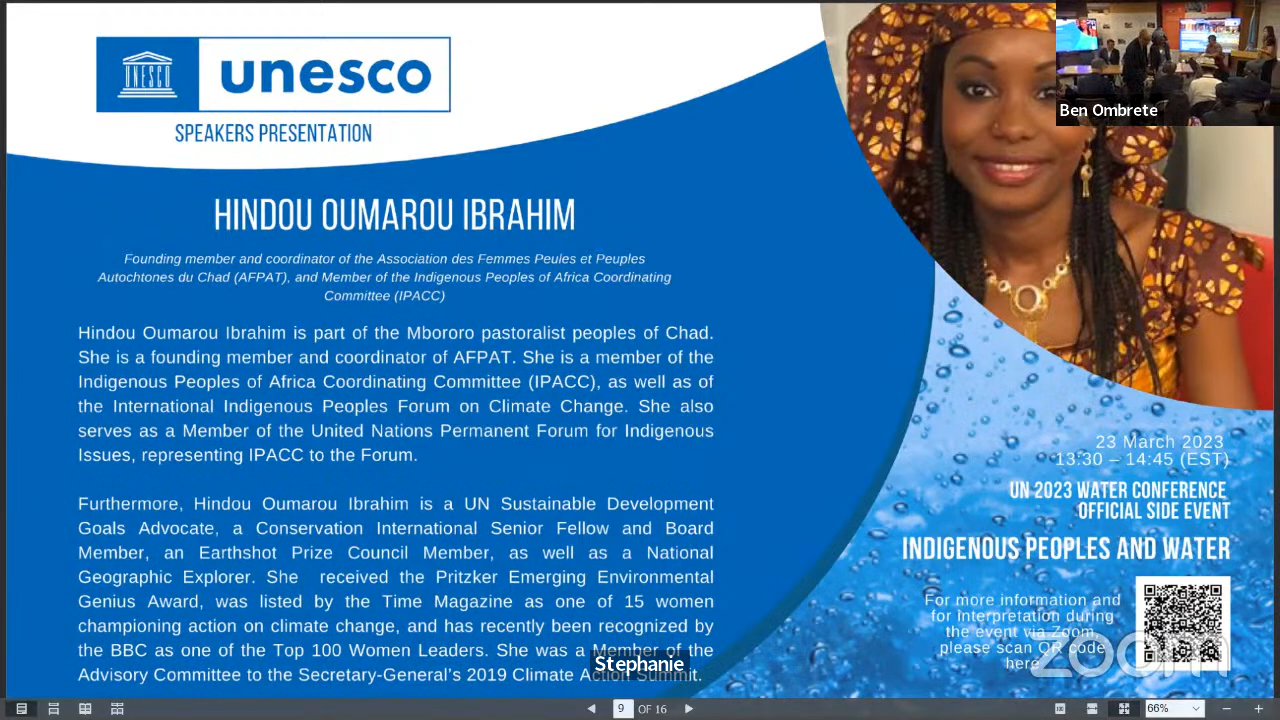 UNESCO
unesco
SPEAKERS PRESENTATION
HINDOU OUMAROU IBRAHIM
Founding member and coordinator of the Association des Femmes Peules et Peuples
Autochtones du Chad (AFPAT), and Member of the Indigenous Peoples of Africa Coordinating
Committee (IPACC)
Hindou Oumarou Ibrahim is part of the Mbororo pastoralist peoples of Chad.
She is a founding member and coordinator of AFPAT. She is a member of the
Indigenous Peoples of Africa Coordinating Committee (IPACC), as well as of
the International Indigenous Peoples Forum on Climate Change. She also
serves as a Member of the United Nations Permanent Forum for Indigenous
Issues, representing IPACC to the Forum.
Furthermore, Hindou Oumarou Ibrahim is a UN Sustainable Development
Goals Advocate, a Conservation International Senior Fellow and Board
Member, an Earthshot Prize Council Member, as well as a National
Geographic Explorer. She received the Pritzker Emerging Environmental
Genius Award, was listed by the Time Magazine as one of 15 women
championing action on climate change, and has recently been recognized by
the BBC as one of the Top 100 Women Leaders. She was a Member of the
Advisory Committee to the Secretary-General's 2019 Climate Action Summit.
Stephanie
Ben Ombrete
23 March 2023
13:30 – 14:45 (EST)
UN 2023 WATER CONFERENCE
OFFICIAL SIDE EVENT
INDIGENOUS PEOPLES AND WATER
For more information and
for Interpretation during
the event via Zoom,
please scan QR code
here
zoom
9 OF 16
66%